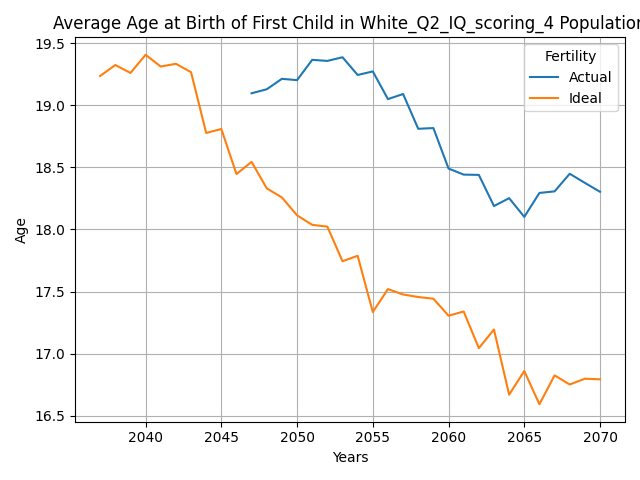 Average Age at Birth of First Child in White_Q2_IQ_scoring_4 Population
Fertility
Actual
Ideal
19.5
19.0
18.5
18.0
17.5
17.0
16.5
Age
2040 2045 2050 2055 2060 2065 2070
Years